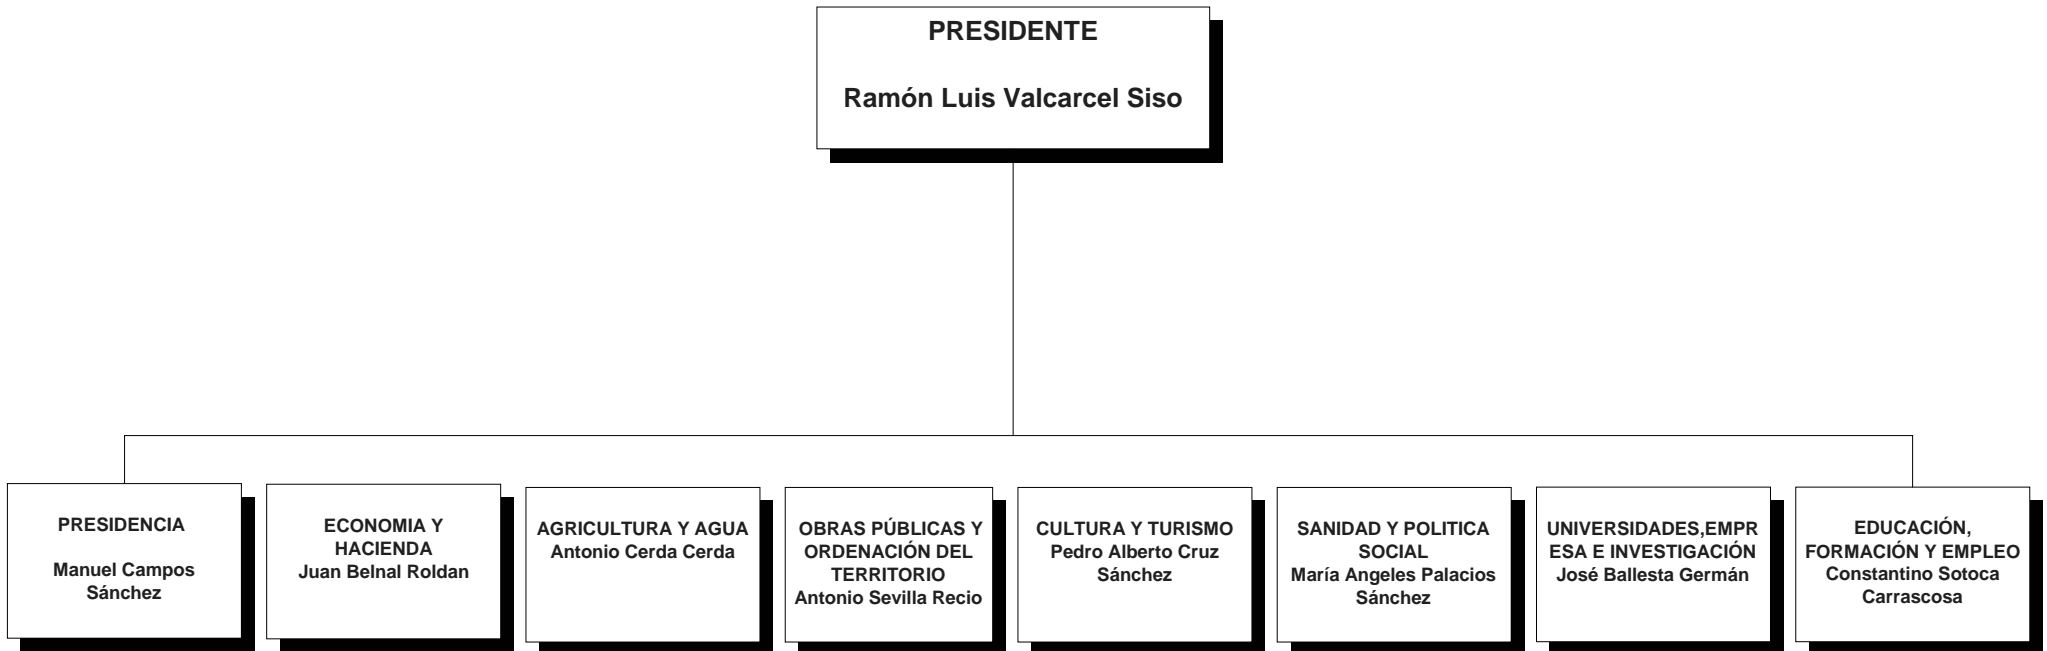 PRESIDENTE
Ramón Luis Valcarcel Siso
PRESIDENCIA
Manuel Campos
Sánchez
ECONOMIA Y
HACIENDA
Juan Belnal Roldan
AGRICULTURA Y AGUA
Antonio Cerda Cerda
OBRAS PÚBLICAS Y
ORDENACIÓN DEL
TERRITORIO
Antonio Sevilla Recio
CULTURA Y TURISMO
Pedro Alberto Cruz
Sánchez
SANIDAD Y POLITICA
SOCIAL
María Angeles Palacios
Sánchez
UNIVERSIDADES,EMPR
ESA E INVESTIGACIÓN
José Ballesta Germán
EDUCACIÓN,
FORMACIÓN Y EMPLEO
Constantino Sotoca
Carrascosa